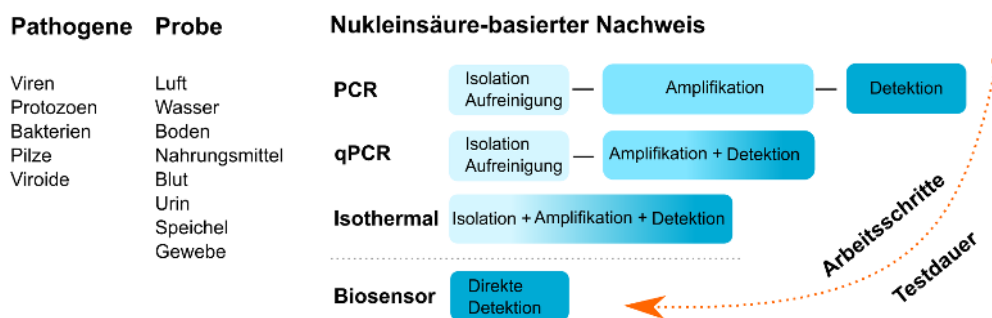 Pathogene
Viren
Protozoen
Bakterien
Pilze
Viroide
Probe
Luft
Wasser
Boden
Nahrungsmittel
Blut
Urin
Speichel
Gewebe
Nukleinsäure-basierter Nachweis
PCR
Isolation
Aufreinigung
Amplifikation
Detektion
qPCR
Isolation
Aufreinigung
Amplifikation + Detektion
Isothermal
Isolation + Amplifikation + Detektion
Biosensor
Direkte
Detektion
Arbeitsschritte
Testdauer